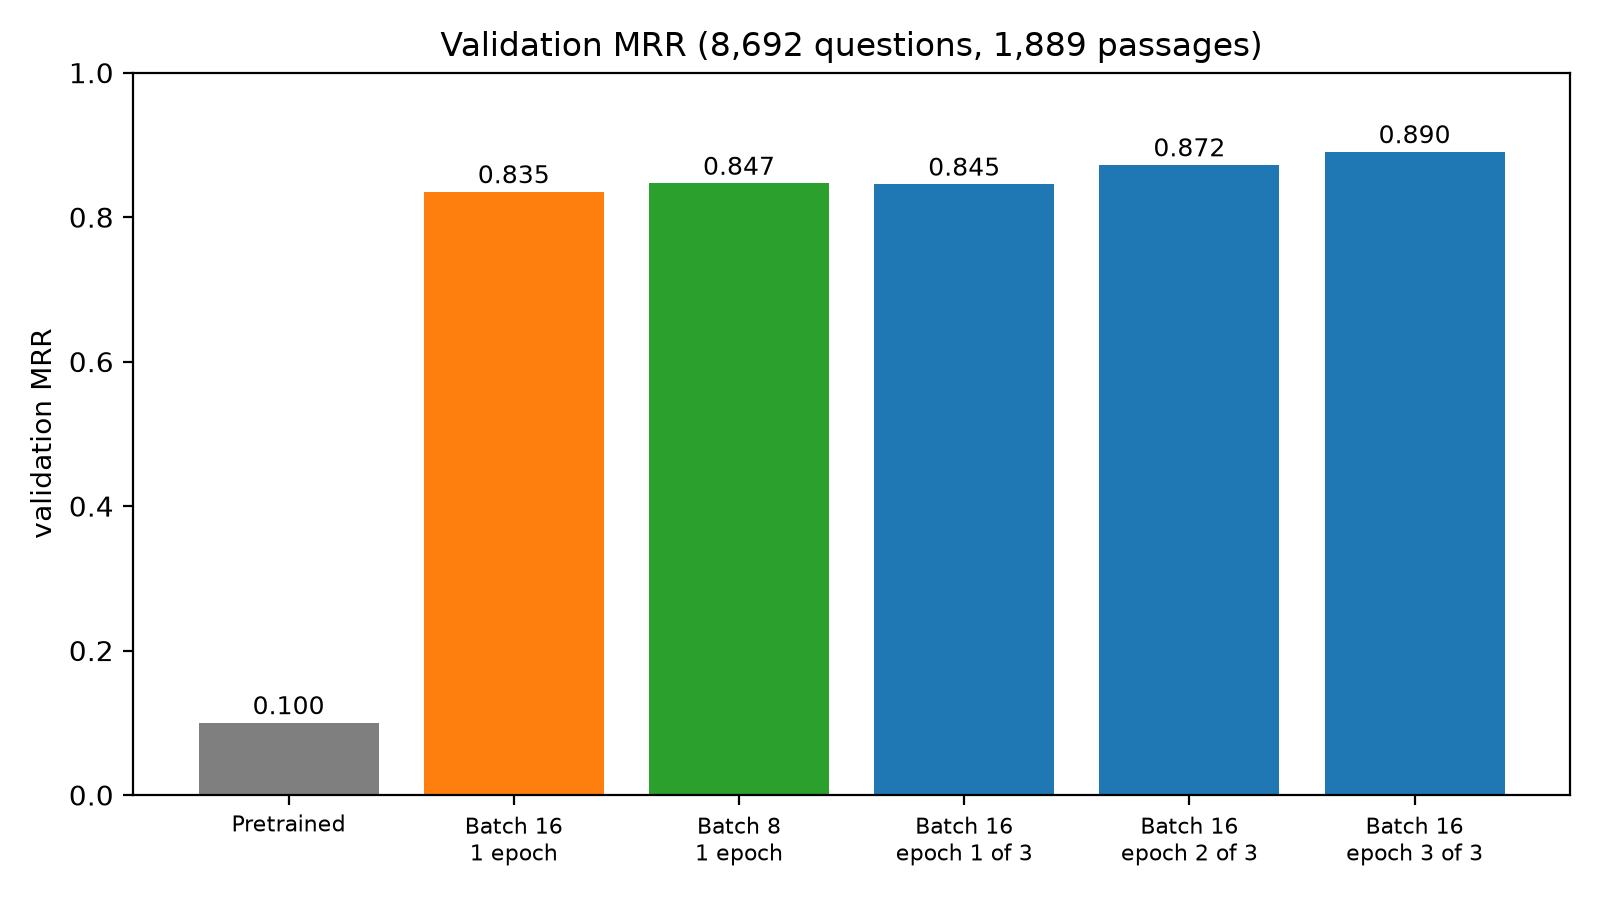 Validation MRR (8,692 questions, 1,889 passages)
validation MRR
1.0
0.8
0.6
0.4
0.2
0.0
0.100
0.835
0.847
0.845
0.872
0.890
Pretrained
Batch 16
1 epoch
Batch 8
1 epoch
Batch 16
epoch 1 of 3
Batch 16
epoch 2 of 3
Batch 16
epoch 3 of 3